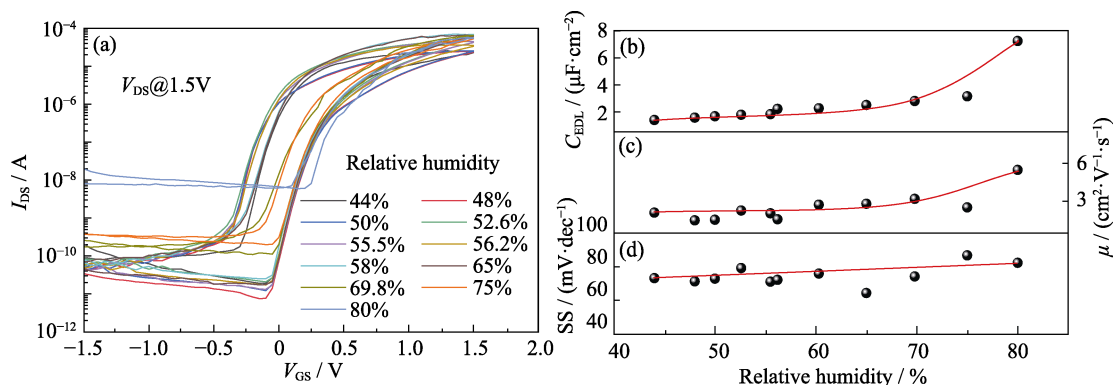 (a)
V_DS@1.5V
Relative humidity
44% 48%
50% 52.6%
55.5% 56.2%
58% 65%
69.8% 75%
80%
10⁻⁴
10⁻⁶
10⁻⁸
10⁻¹⁰
10⁻¹²
I_DS / A
−1.5 −1.0 −0.5 0 0.5 1.0 1.5 2.0
V_GS / V
(b)
8
6
4
2
C_EDL / (μF·cm⁻²)
(c)
6
3
μ / (cm²·V⁻¹·s⁻¹)
(d)
100
80
60
40
SS / (mV·dec⁻¹)
40 50 60 70 80
Relative humidity / %